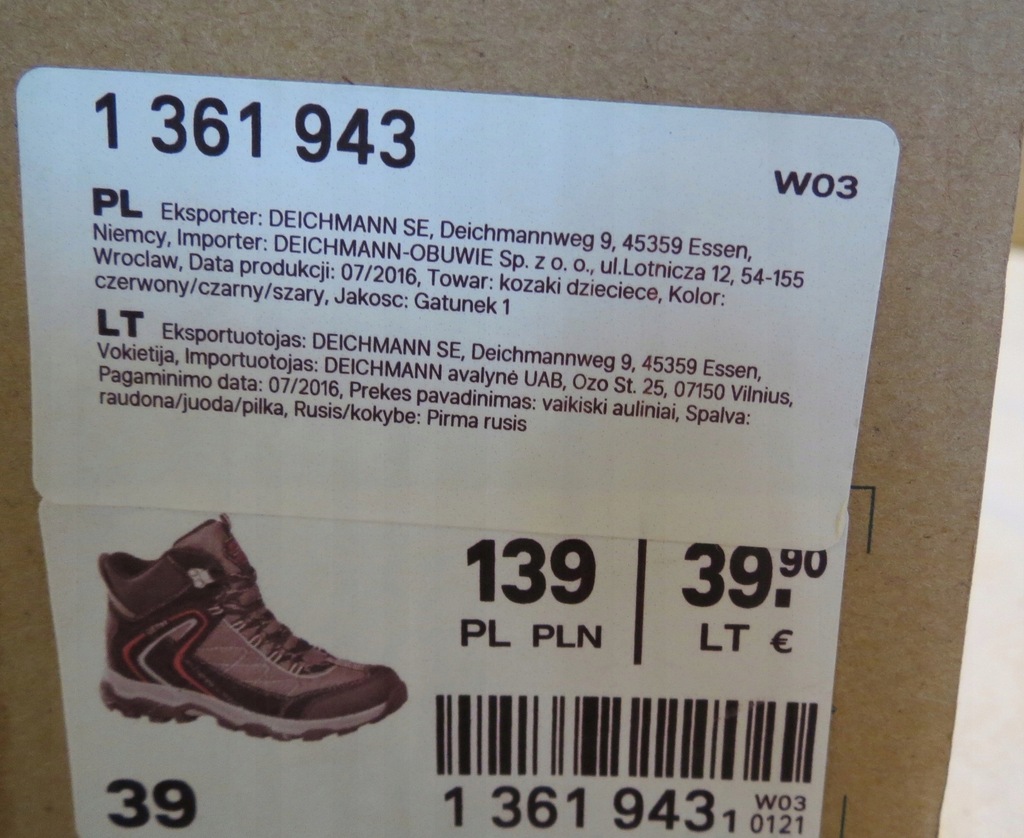 1 361 943
W03
PL Eksporter: DEICHMANN SE, Deichmannweg 9, 45359 Essen,
Niemcy, Importer: DEICHMANN-OBUWIE Sp. z o. o., ul.Lotnicza 12, 54-155
Wroclaw, Data produkcji: 07/2016, Towar: kozaki dzieciece, Kolor:
czerwony/czarny/szary, Jakosc: Gatunek 1
LT Eksportuotojas: DEICHMANN SE, Deichmannweg 9, 45359 Essen,
Vokietija, Importuotojas: DEICHMANN avalynė UAB, Ozo St. 25, 07150 Vilnius,
Pagaminimo data: 07/2016, Prekes pavadinimas: vaikiski auliniai, Spalva:
raudona/juoda/pilka, Rusis/kokybe: Pirma rusis
139 | 39.90
PL PLN LT €
39
1 361 943 1 W03
0121